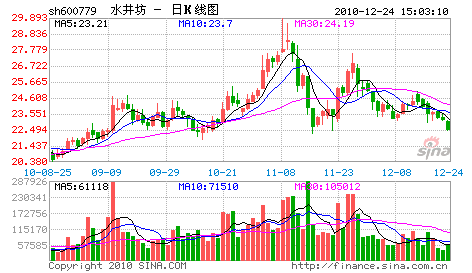 sh600779 水井坊 - 日K线图 2010-12-24 15:03:10
MA5:23.21 MA10:23.7 MA30:24.19
29.893
28.836
27.779
26.722
25.665
24.608
23.551
22.494
21.437
20.380
10-08-25 09-09 09-29 10-21 11-08 11-23 12-08 12-24
sina
287926
230341
172756
115170
57585
MA5:61118 MA10:71510 MA30:105012
Copyright 2010 SINA.COM http://finance.sina.com.cn